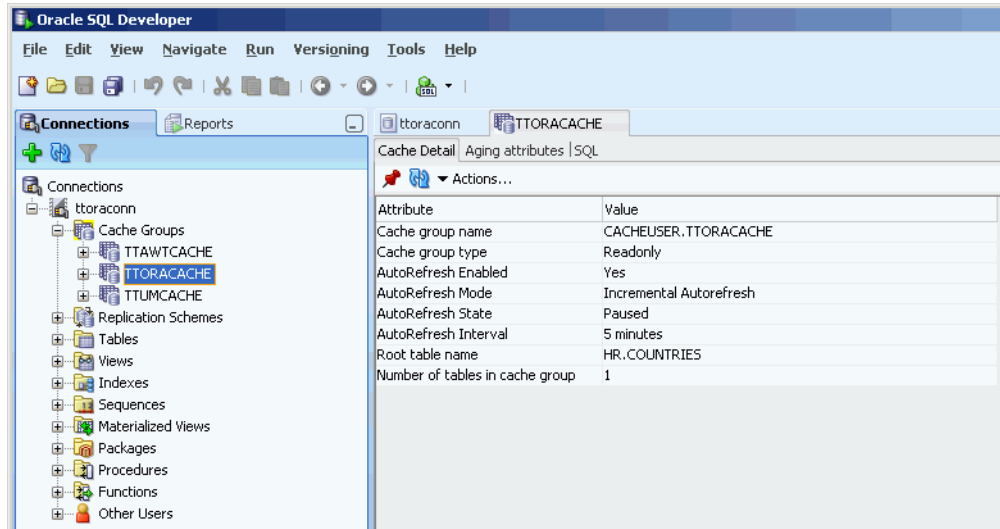 Oracle SQL Developer
File Edit View Navigate Run Versioning Tools Help
SQL
Connections Reports
Connections
ttoraconn
Cache Groups
TTAWTCACHE
TTORACACHE
TTUMCACHE
Replication Schemes
Tables
Views
Indexes
Sequences
Materialized Views
Packages
Procedures
Functions
Other Users
ttoraconn TTORACACHE
Cache Detail Aging attributes SQL
Actions...
Attribute Value
Cache group name CACHEUSER.TTORACACHE
Cache group type Readonly
AutoRefresh Enabled Yes
AutoRefresh Mode Incremental Autorefresh
AutoRefresh State Paused
AutoRefresh Interval 5 minutes
Root table name HR.COUNTRIES
Number of tables in cache group 1